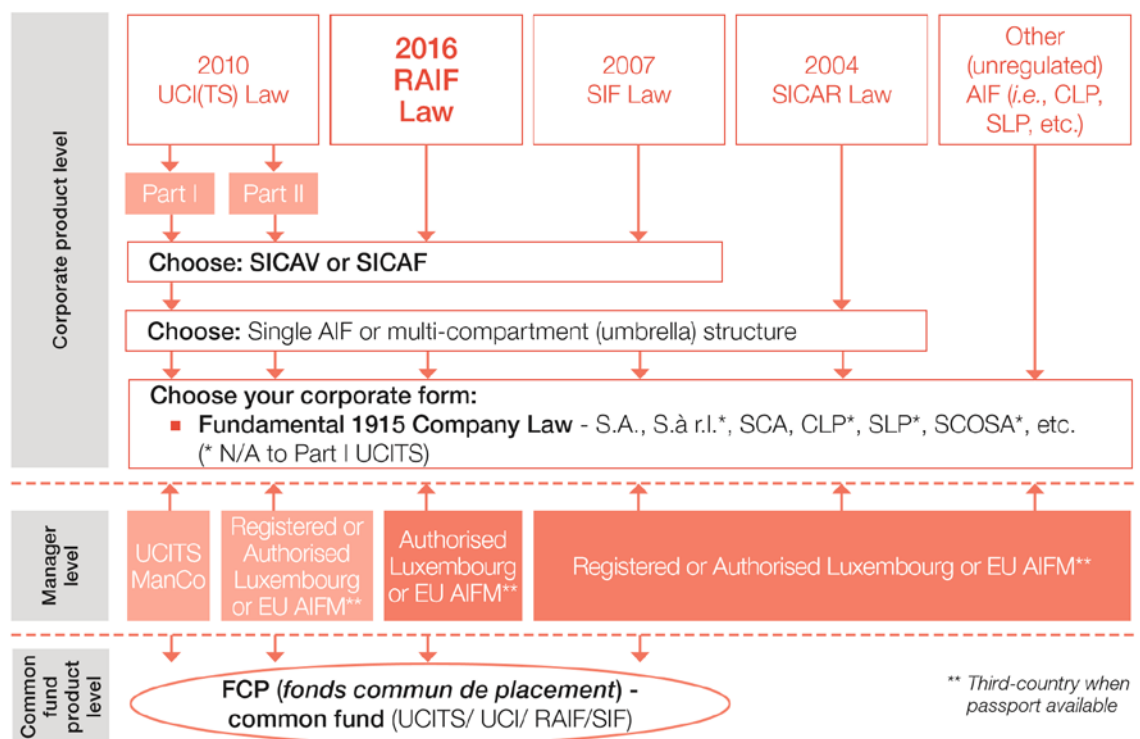 Corporate product level
2010
UCI(TS) Law
2016
RAIF
Law
2007
SIF Law
2004
SICAR Law
Other
(unregulated)
AIF (i.e., CLP,
SLP, etc.)
Part I
Part II
Choose: SICAV or SICAF
Choose: Single AIF or multi-compartment (umbrella) structure
Choose your corporate form:
▪ Fundamental 1915 Company Law - S.A., S.à r.l.*, SCA, CLP*, SLP*, SCOSA*, etc.
(* N/A to Part I UCITS)
Manager
level
UCITS
ManCo
Registered or
Authorised
Luxembourg
or EU AIFM**
Authorised
Luxembourg
or EU AIFM**
Registered or Authorised Luxembourg or EU AIFM**
Common fund
product
level
FCP (fonds commun de placement) -
common fund (UCITS/ UCI/ RAIF/SIF)
** Third-country when
passport available